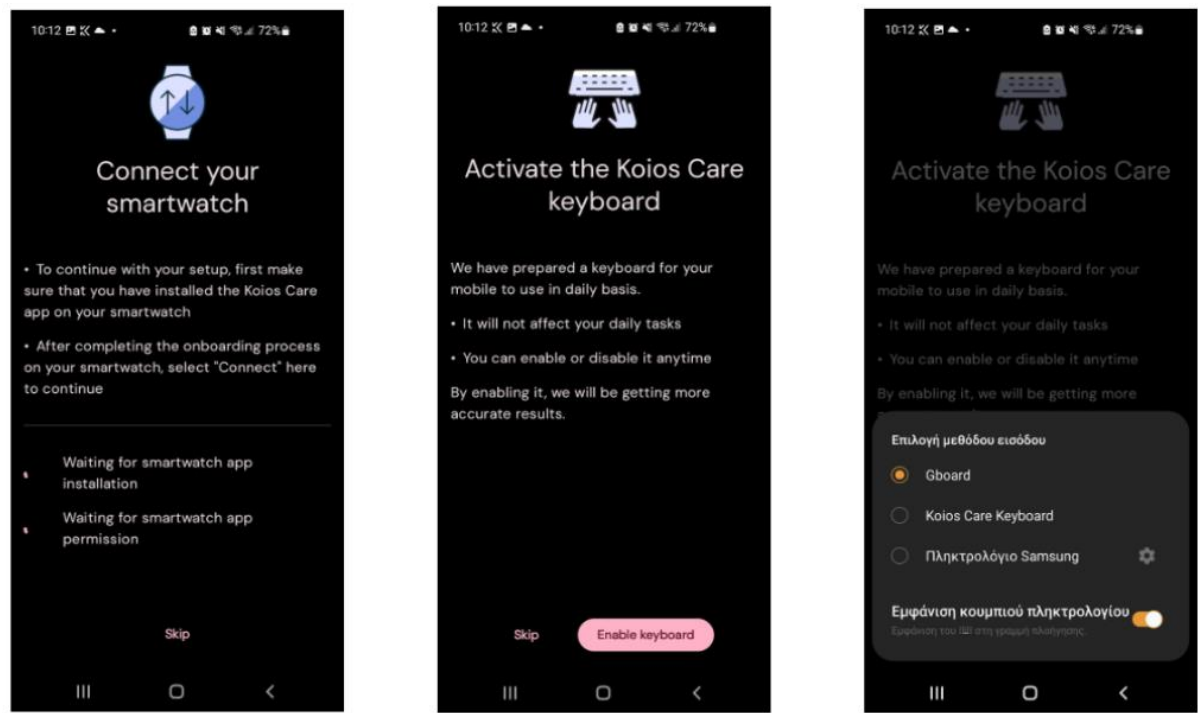 10:12
72%
Connect your
smartwatch
• To continue with your setup, first make
sure that you have installed the Koios Care
app on your smartwatch
• After completing the onboarding process
on your smartwatch, select "Connect" here
to continue
Waiting for smartwatch app
installation
Waiting for smartwatch app
permission
Skip
10:12
72%
Activate the Koios Care
keyboard
We have prepared a keyboard for your
mobile to use in daily basis.
• It will not affect your daily tasks
• You can enable or disable it anytime
By enabling it, we will be getting more
accurate results.
Skip
Enable keyboard
10:12
72%
Activate the Koios Care
keyboard
We have prepared a keyboard for your
mobile to use in daily basis.
• It will not affect your daily tasks
• You can enable or disable it anytime
By enabling it, we will be getting more
Επιλογή μεθόδου εισόδου
Gboard
Koios Care Keyboard
Πληκτρολόγιο Samsung
Εμφάνιση κουμπιού πληκτρολογίου
Εμφάνιση του στη γραμμή πλοήγησης.